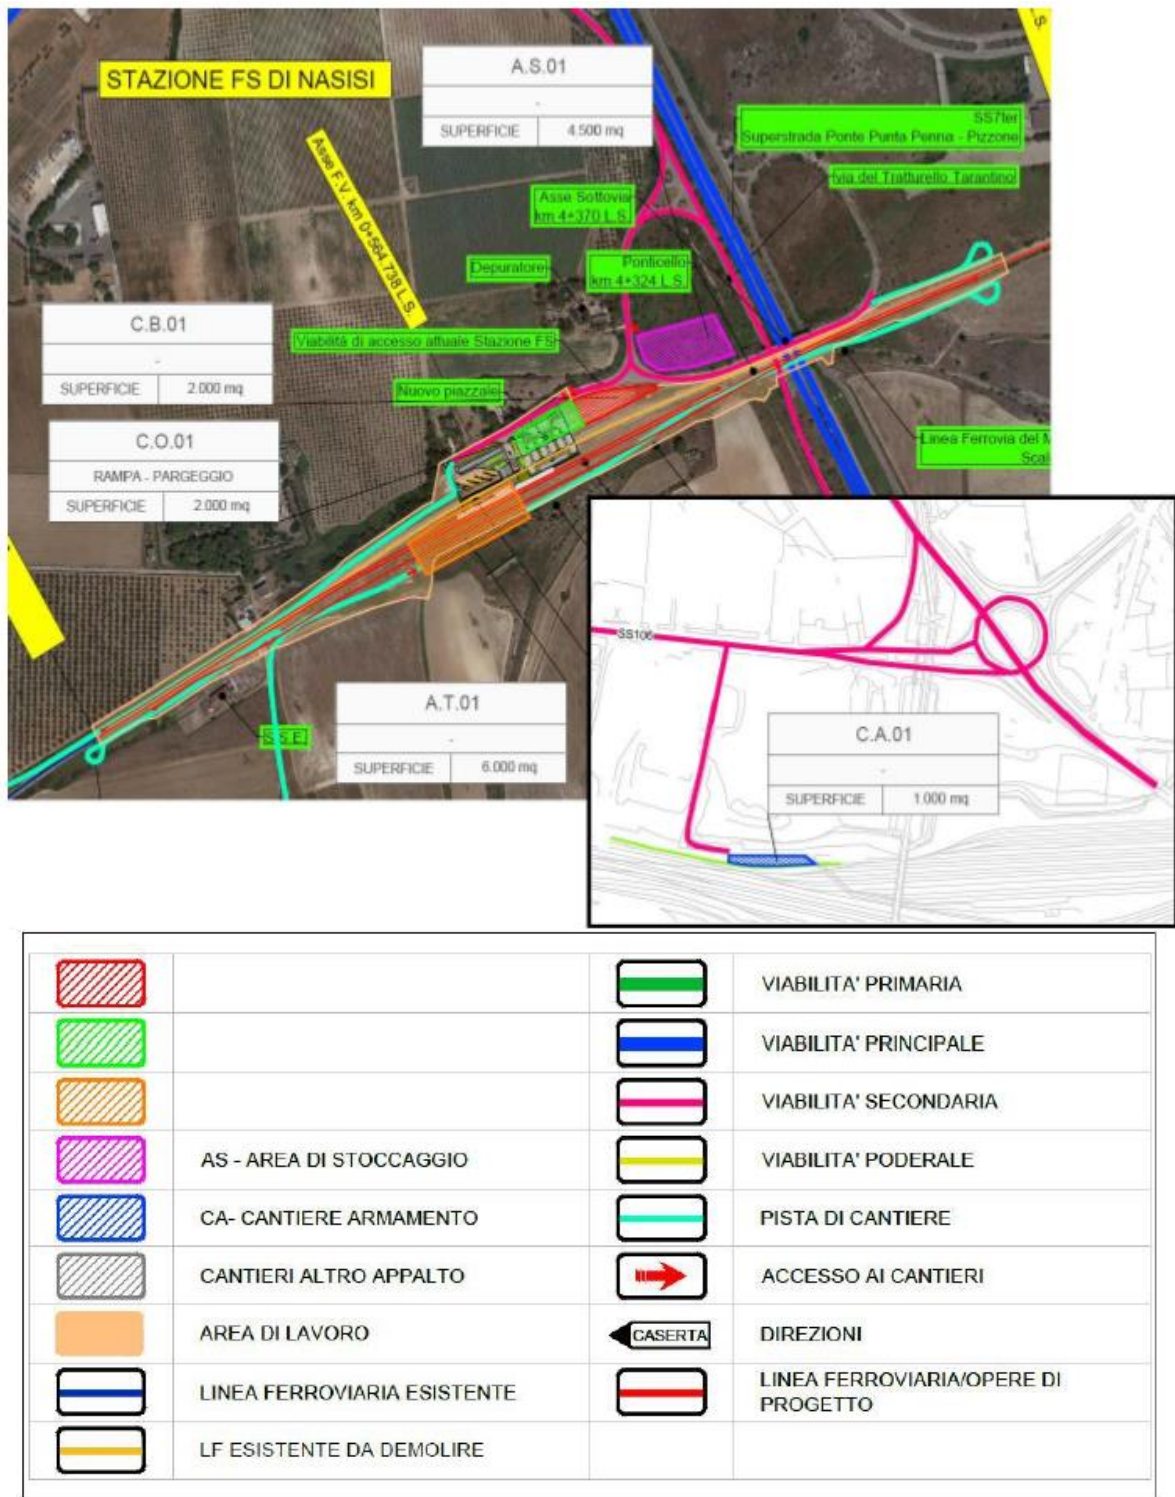 STAZIONE FS DI NASISI
A.S.01
-
SUPERFICIE 4.500 mq
SS7ter
Superstrada Ponte Punta Penna - Pizzone
via del Tratturello Tarantino
Asse F.V. km 0+564.738 L.S.
Asse Sottovia
km 4+370 L.S.
Depuratore
Ponticello
km 4+324 L.S.
C.B.01
-
SUPERFICIE 2.000 mq
Viabilità di accesso attuale Stazione FS
Nuovo piazzale
C.O.01
RAMPA - PARGEGGIO
SUPERFICIE 2.000 mq
Linea Ferrovia del
A.T.01
-
SUPERFICIE 6.000 mq
SS106
C.A.01
-
SUPERFICIE 1.000 mq
VIABILITA' PRIMARIA
VIABILITA' PRINCIPALE
VIABILITA' SECONDARIA
AS - AREA DI STOCCAGGIO
VIABILITA' PODERALE
CA- CANTIERE ARMAMENTO
PISTA DI CANTIERE
CANTIERI ALTRO APPALTO
ACCESSO AI CANTIERI
AREA DI LAVORO
CASERTA
DIREZIONI
LINEA FERROVIARIA ESISTENTE
LINEA FERROVIARIA/OPERE DI
PROGETTO
LF ESISTENTE DA DEMOLIRE